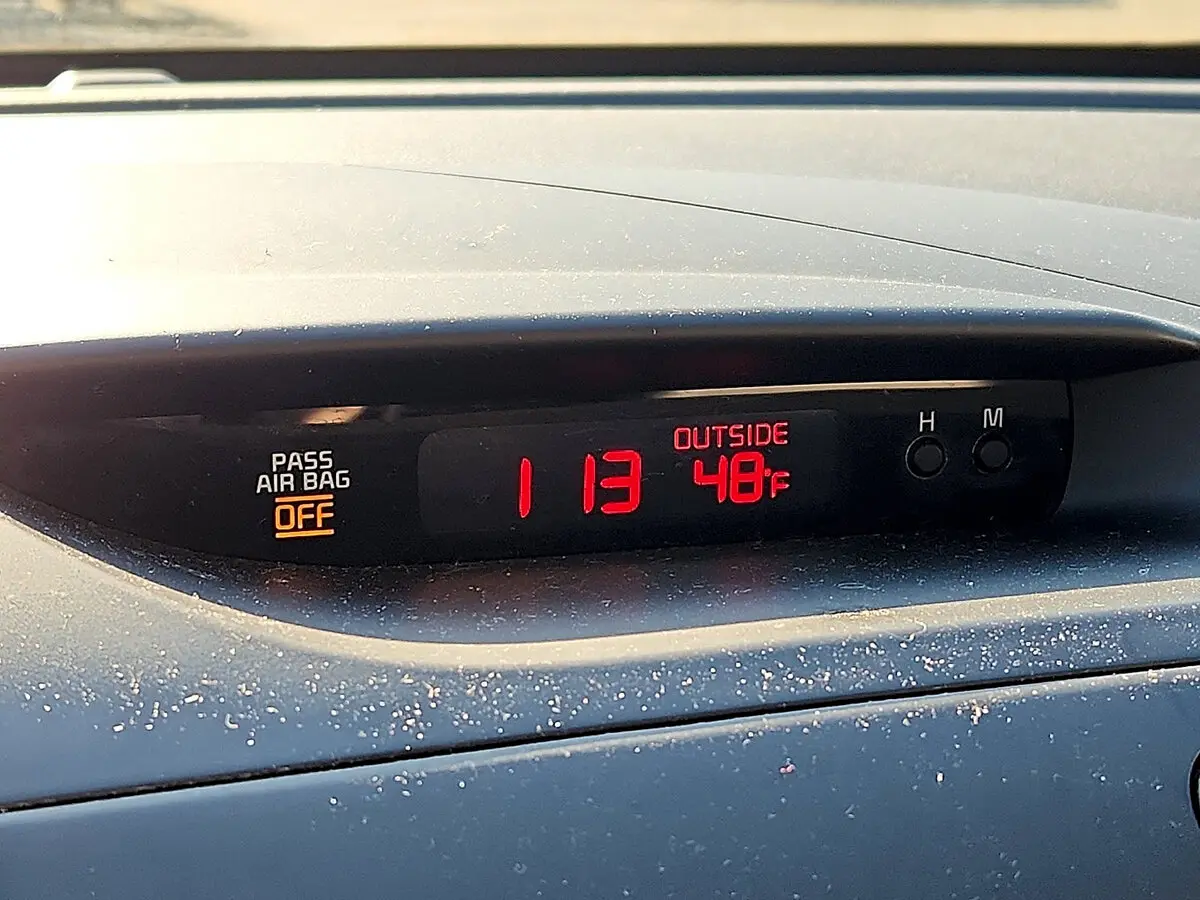 PASS
AIR BAG
OFF
1 13
OUTSIDE
48°F
H M